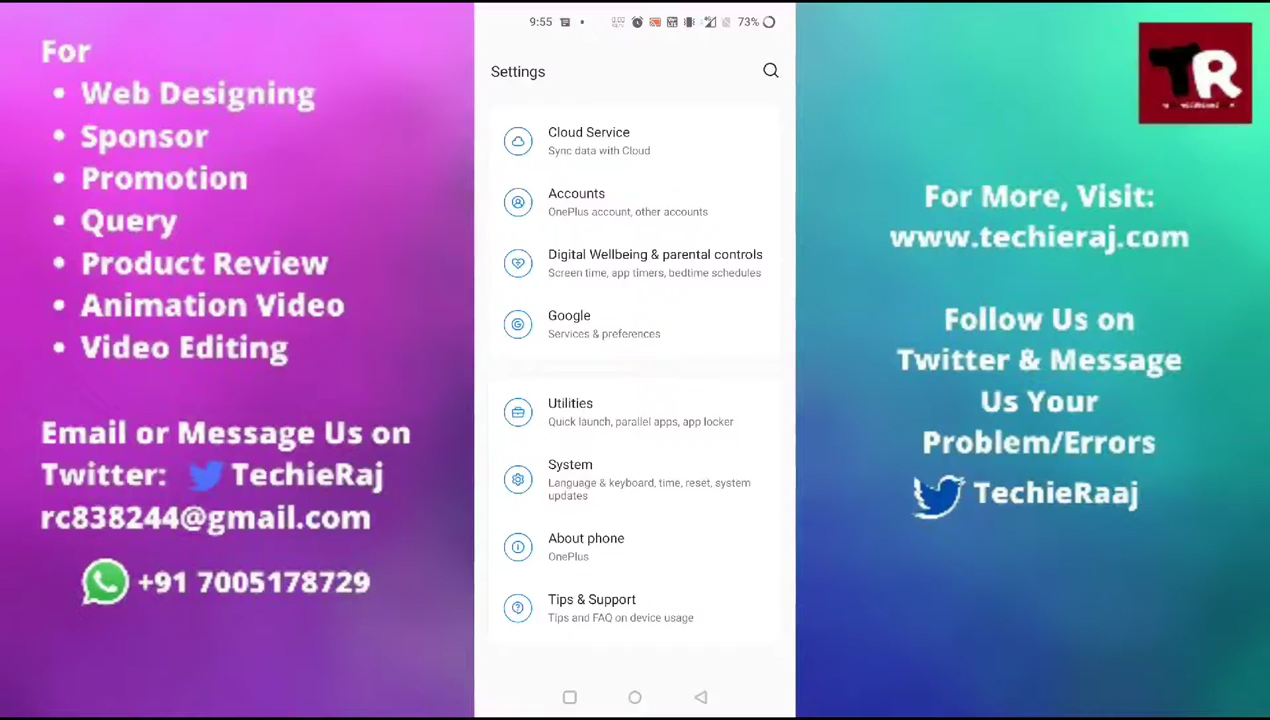 For
• Web Designing
• Sponsor
• Promotion
• Query
• Product Review
• Animation Video
• Video Editing
Email or Message Us on
Twitter: TechieRaj
rc838244@gmail.com
+91 7005178729
9:55
73%
Settings
Cloud Service
Sync data with Cloud
Accounts
OnePlus account, other accounts
Digital Wellbeing & parental controls
Screen time, app timers, bedtime schedules
Google
Services & preferences
Utilities
Quick launch, parallel apps, app locker
System
Language & keyboard, time, reset, system
updates
About phone
OnePlus
Tips & Support
Tips and FAQ on device usage
TR
For More, Visit:
www.techieraj.com
Follow Us on
Twitter & Message
Us Your
Problem/Errors
TechieRaaj